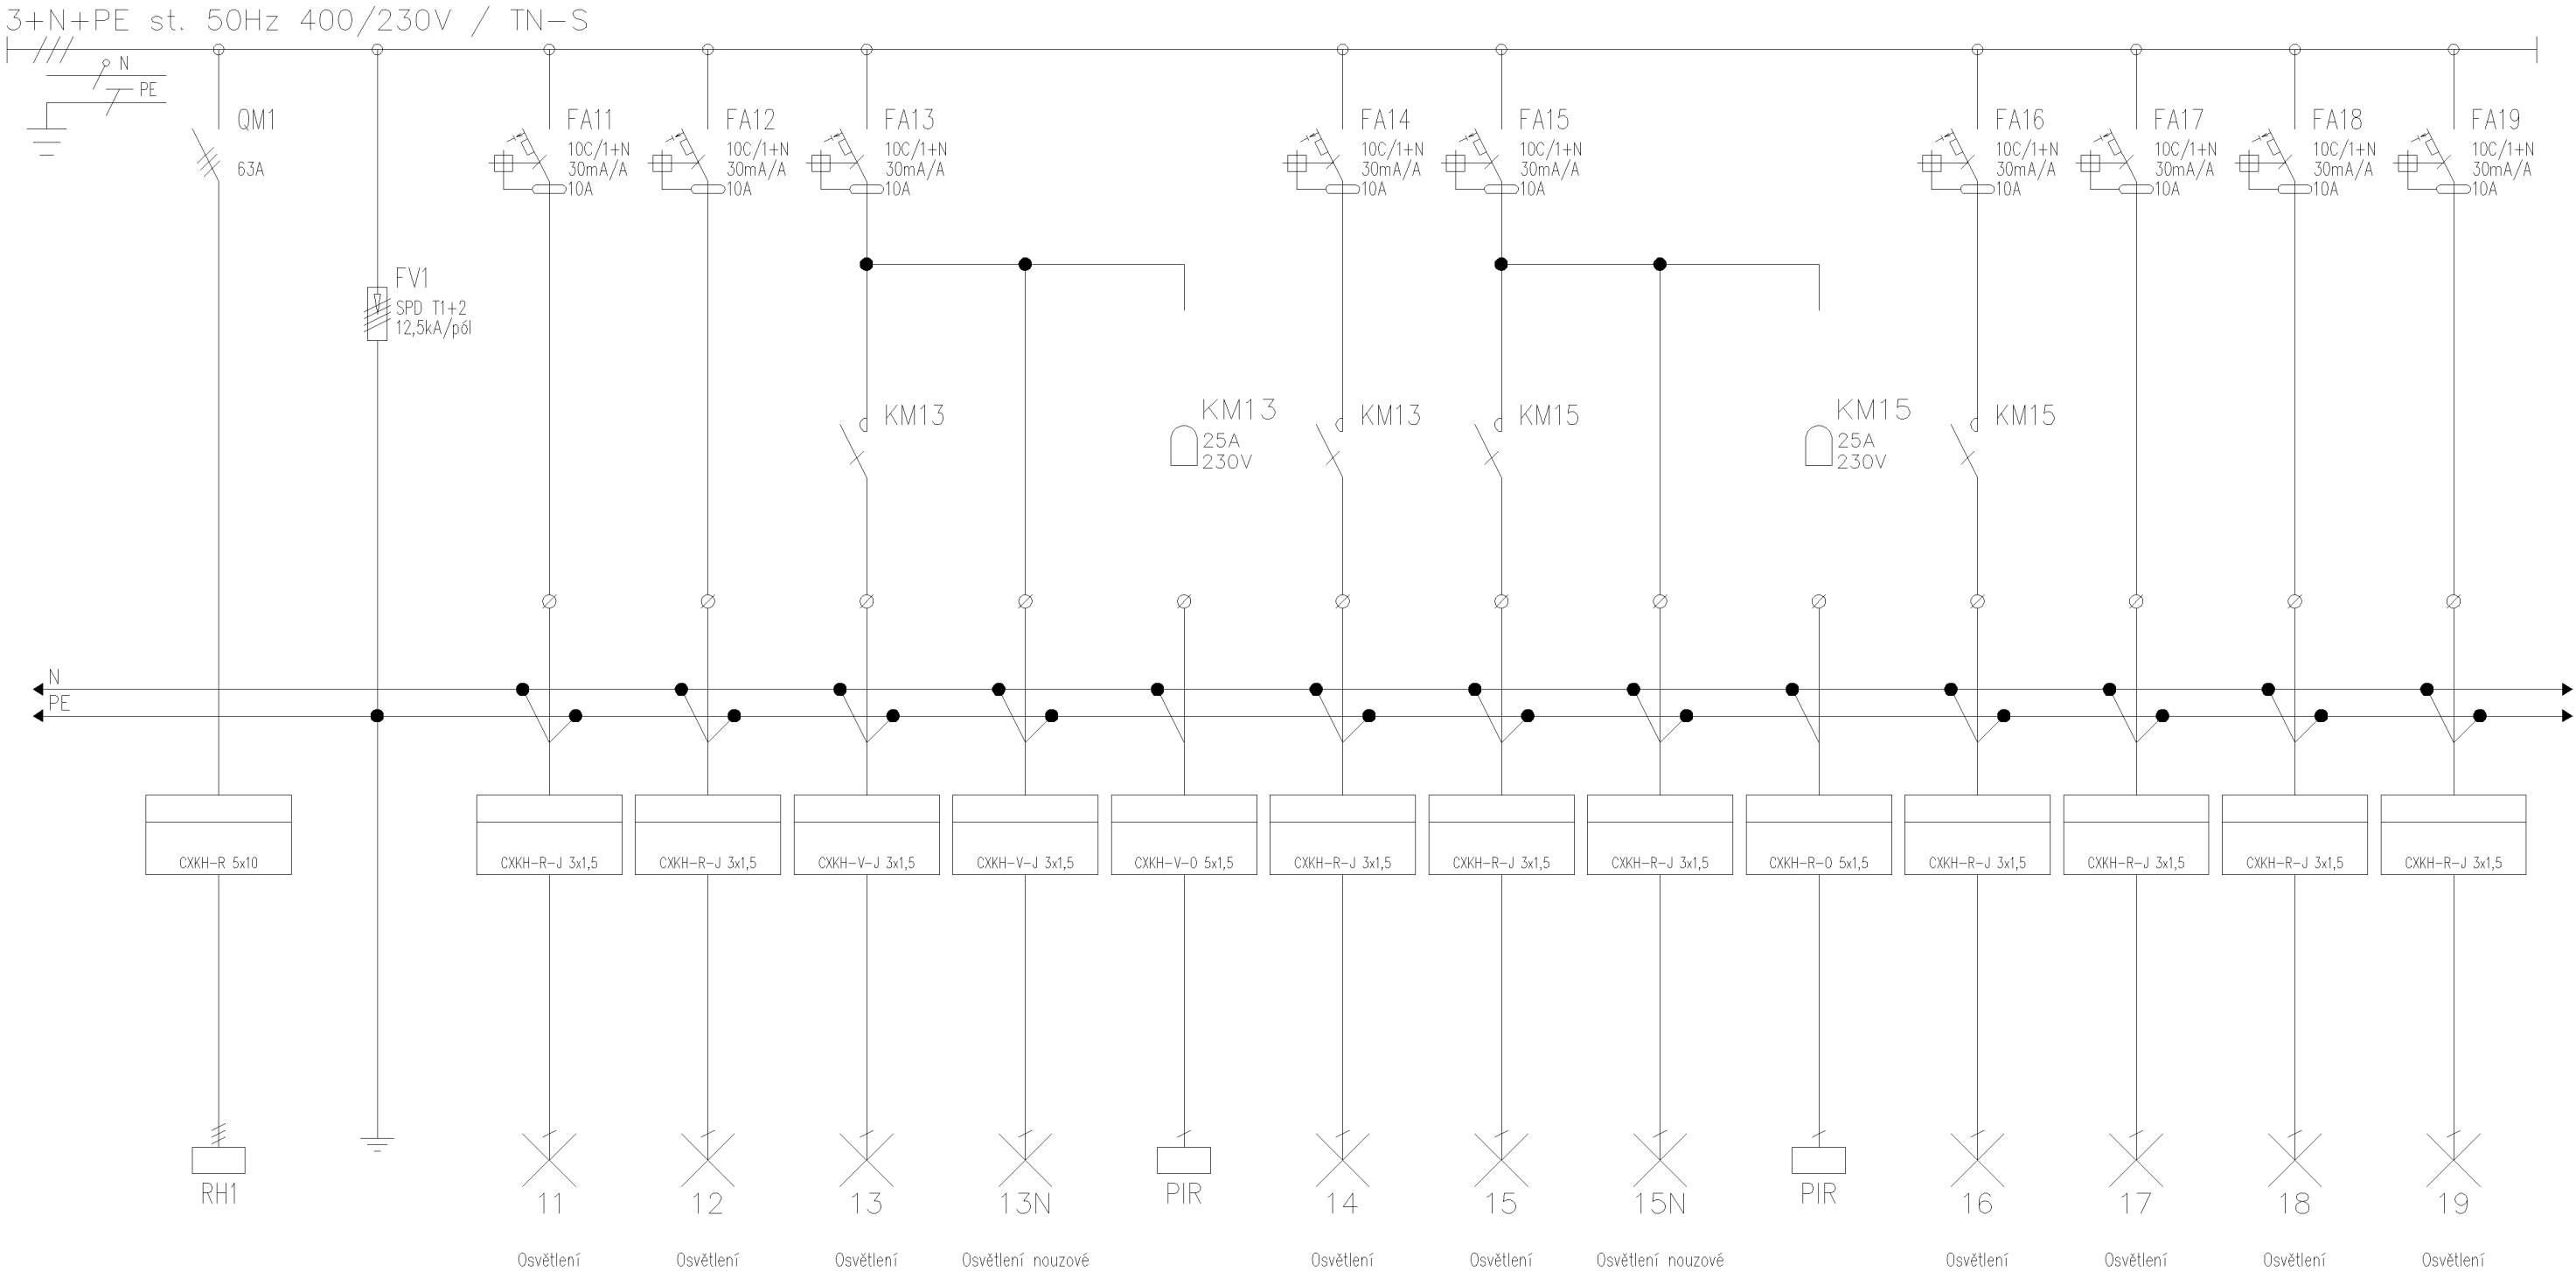 3+N+PE st. 50Hz 400/230V / TN-S
N
PE
QM1
63A
FV1
SPD T1+2
12,5kA/pól
FA11
10C/1+N
30mA/A
10A
FA12
10C/1+N
30mA/A
10A
FA13
10C/1+N
30mA/A
10A
FA14
10C/1+N
30mA/A
10A
FA15
10C/1+N
30mA/A
10A
FA16
10C/1+N
30mA/A
10A
FA17
10C/1+N
30mA/A
10A
FA18
10C/1+N
30mA/A
10A
FA19
10C/1+N
30mA/A
10A
KM13
KM13
25A
230V
KM13
KM15
KM15
25A
230V
KM15
N
PE
CXKH-R 5x10
CXKH-R-J 3x1,5
CXKH-R-J 3x1,5
CXKH-V-J 3x1,5
CXKH-V-J 3x1,5
CXKH-V-O 5x1,5
CXKH-R-J 3x1,5
CXKH-R-J 3x1,5
CXKH-R-J 3x1,5
CXKH-R-O 5x1,5
CXKH-R-J 3x1,5
CXKH-R-J 3x1,5
CXKH-R-J 3x1,5
CXKH-R-J 3x1,5
RH1
11
12
13
13N
PIR
14
15
15N
PIR
16
17
18
19
Osvětlení
Osvětlení
Osvětlení
Osvětlení nouzové
Osvětlení
Osvětlení
Osvětlení nouzové
Osvětlení
Osvětlení
Osvětlení
Osvětlení